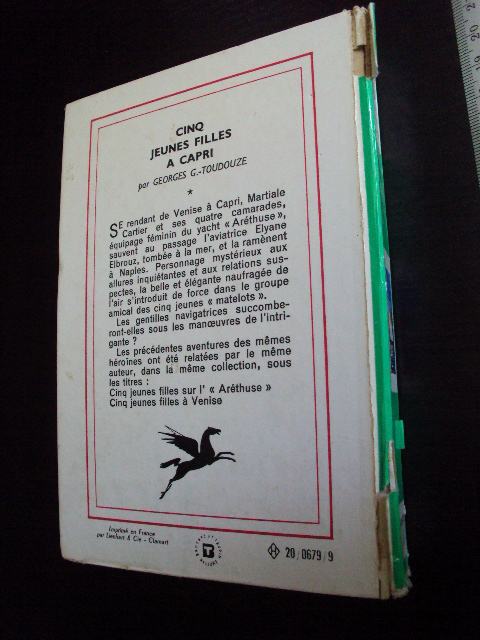 CINQ
JEUNES FILLES
A CAPRI
par GEORGES G.-TOUDOUZE
*
SE rendant de Venise à Capri, Martiale
Cartier et ses quatre camarades,
équipage féminin du yacht « Aréthuse »,
sauvent au passage l'aviatrice Elyane
Elbrouz, tombée à la mer, et la ramènent
à Naples. Personnage mystérieux aux
allures inquiétantes et aux relations sus-
pectes, la belle et élégante naufragée de
l'air s'introduit de force dans le groupe
amical des cinq jeunes « matelots ».
Les gentilles navigatrices succombe-
ront-elles sous les manœuvres de l'intri-
gante ?
Les précédentes aventures des mêmes
héroïnes ont été relatées par le même
auteur, dans la même collection, sous
les titres :
Cinq jeunes filles sur l' « Aréthuse »
Cinq jeunes filles à Venise
Imprimé en France
par Lienhart & Cie - Clamart
T
H 20/0679/9